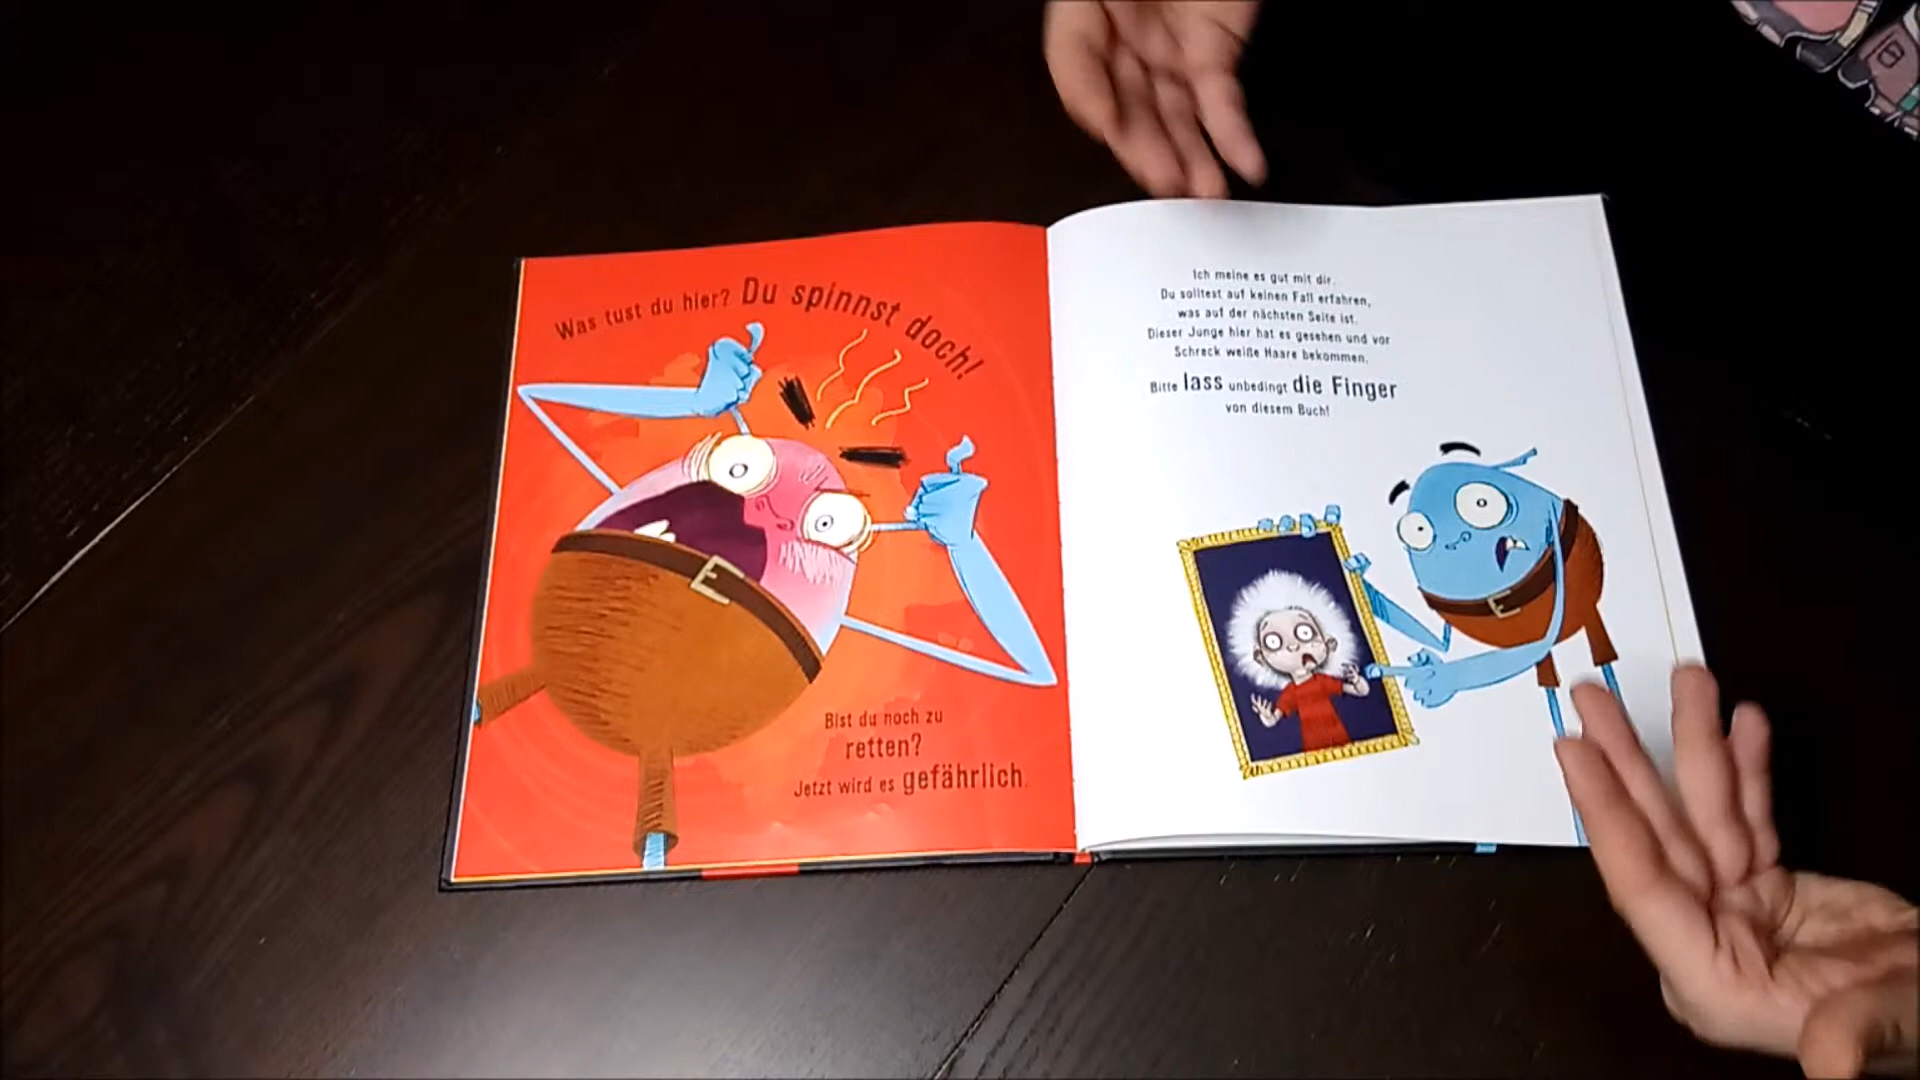 Was tust du hier? Du spinnst doch!
Bist du noch zu
retten?
Jetzt wird es gefährlich.
Ich meine es gut mit dir.
Du solltest auf keinen Fall erfahren,
was auf der nächsten Seite ist.
Dieser Junge hier hat es gesehen und vor
Schreck weiße Haare bekommen.
Bitte lass unbedingt die Finger
von diesem Buch!